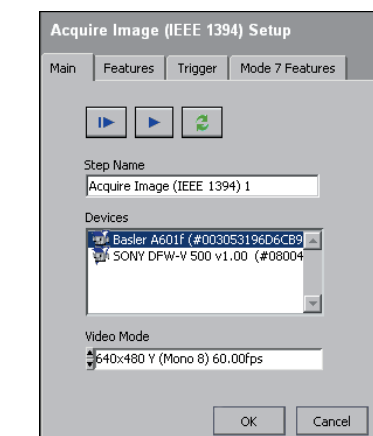 Acquire Image (IEEE 1394) Setup
Main Features Trigger Mode 7 Features
Step Name
Acquire Image (IEEE 1394) 1
Devices
Basler A601f (#003053196D6CB9
SONY DFW-V 500 v1.00 (#08004
Video Mode
640x480 Y (Mono 8) 60.00fps
OK Cancel